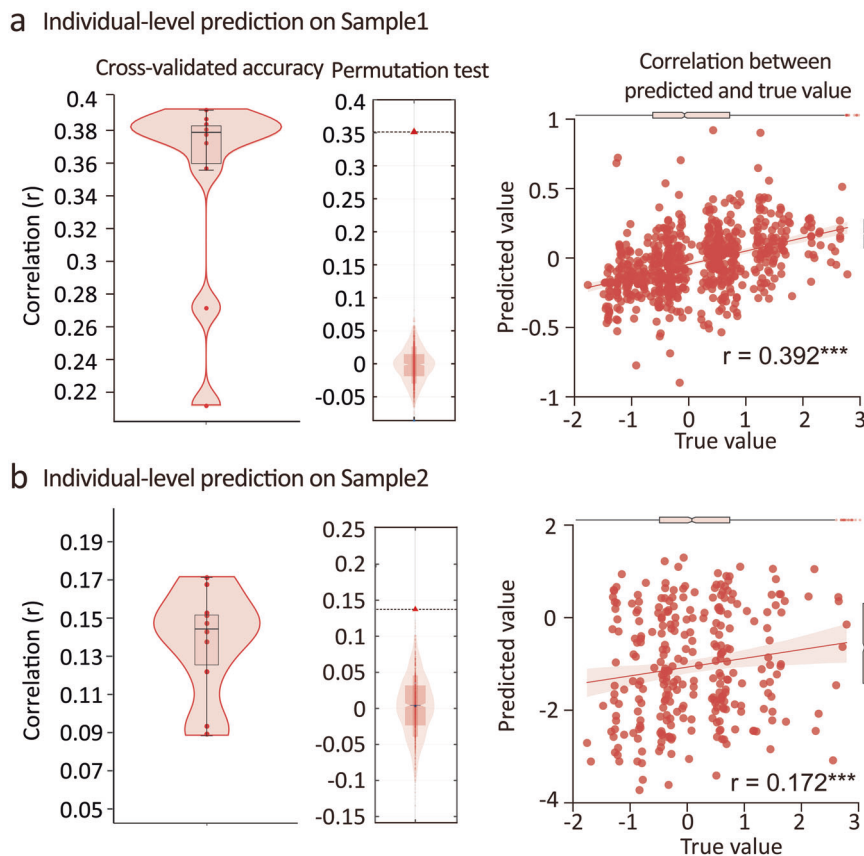 a Individual-level prediction on Sample1
Cross-validated accuracy
Permutation test
Correlation between
predicted and true value
Correlation (r)
0.4
0.38
0.36
0.34
0.32
0.3
0.28
0.26
0.24
0.22
0.4
0.35
0.3
0.25
0.2
0.15
0.1
0.05
0
-0.05
Predicted value
1
0.5
0
-0.5
-1
r = 0.392***
-2 -1 0 1 2 3
True value
b Individual-level prediction on Sample2
Correlation (r)
0.19
0.17
0.15
0.13
0.11
0.09
0.07
0.05
0.25
0.20
0.15
0.10
0.05
0
-0.05
-0.1
-0.15
Predicted value
2
0
-2
-4
r = 0.172***
-2 -1 0 1 2 3
True value